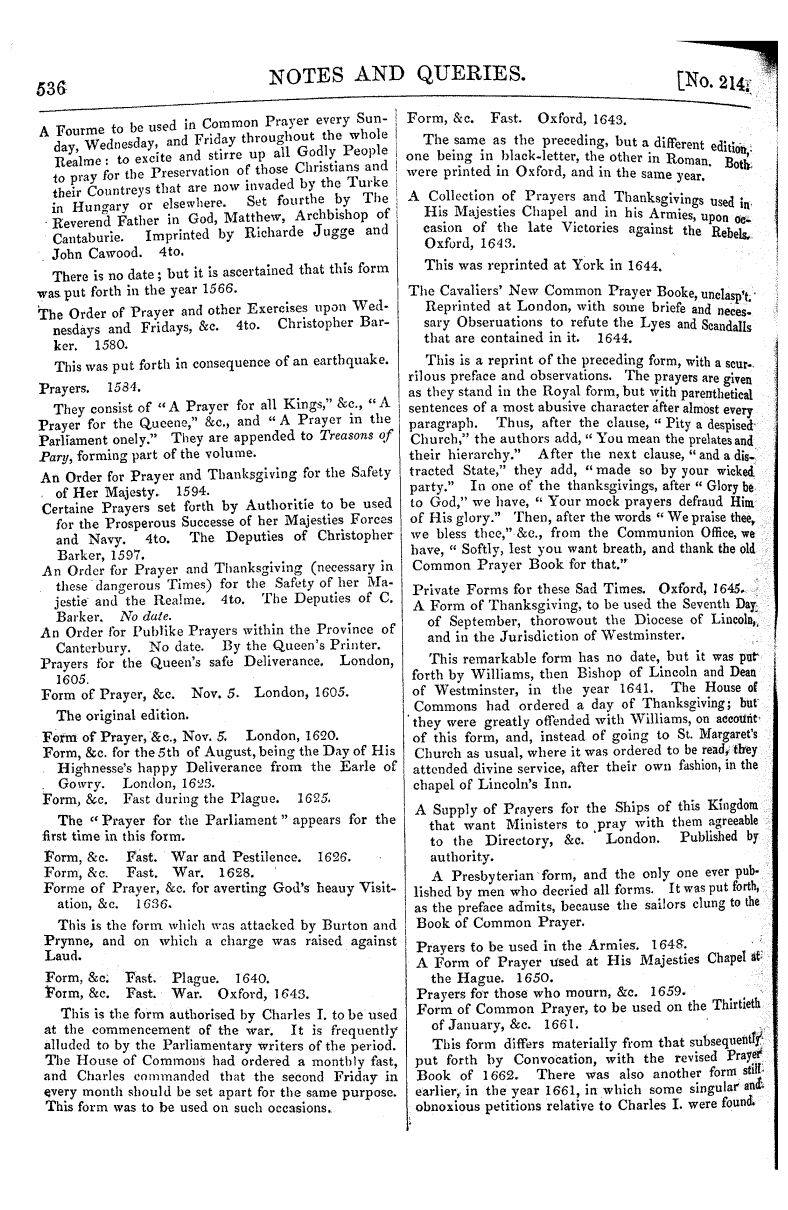 536
NOTES AND QUERIES.
[No. 214.
A Fourme to be used in Common Prayer every Sun-
day, Wednesday, and Friday throughout the whole
Realme: to excite and stirre up all Godly People
to pray for the Preservation of those Christians and
their Countreys that are now invaded by the Turke
in Hungary or elsewhere. Set fourthe by The
Reverend Father in God, Matthew, Archbishop of
Cantaburie. Imprinted by Richarde Jugge and
John Cawood. 4to.
There is no date; but it is ascertained that this form
was put forth in the year 1566.
The Order of Prayer and other Exercises upon Wed-
nesdays and Fridays, &c. 4to. Christopher Bar-
ker. 1580.
This was put forth in consequence of an earthquake.
Prayers. 1584.
They consist of "A Prayer for all Kings," &c., "A
Prayer for the Queene," &c., and "A Prayer in the
Parliament onely." They are appended to Treasons of
Pary, forming part of the volume.
An Order for Prayer and Thanksgiving for the Safety
of Her Majesty. 1594.
Certaine Prayers set forth by Authoritie to be used
for the Prosperous Successe of her Majesties Forces
and Navy. 4to. The Deputies of Christopher
Barker, 1597.
An Order for Prayer and Thanksgiving (necessary in
these dangerous Times) for the Safety of her Ma-
jestie and the Realme. 4to. The Deputies of C.
Barker. No date.
An Order for Publike Prayers within the Province of
Canterbury. No date. By the Queen's Printer.
Prayers for the Queen's safe Deliverance. London,
1605.
Form of Prayer, &c. Nov. 5. London, 1605.
The original edition.
Form of Prayer, &c., Nov. 5. London, 1620.
Form, &c. for the 5th of August, being the Day of His
Highnesse's happy Deliverance from the Earle of
Gowry. London, 1623.
Form, &c. Fast during the Plague. 1625.
The "Prayer for the Parliament" appears for the
first time in this form.
Form, &c. Fast. War and Pestilence. 1626.
Form, &c. Fast. War. 1628.
Forme of Prayer, &c. for averting God's heauy Visit-
ation, &c. 1636.
This is the form which was attacked by Burton and
Prynne, and on which a charge was raised against
Laud.
Form, &c. Fast. Plague. 1640.
Form, &c. Fast. War. Oxford, 1643.
This is the form authorised by Charles I. to be used
at the commencement of the war. It is frequently
alluded to by the Parliamentary writers of the period.
The House of Commons had ordered a monthly fast,
and Charles commanded that the second Friday in
every month should be set apart for the same purpose.
This form was to be used on such occasions.
Form, &c. Fast. Oxford, 1643.
The same as the preceding, but a different edition,
one being in black-letter, the other in Roman. Both
were printed in Oxford, and in the same year.
A Collection of Prayers and Thanksgivings used in
His Majesties Chapel and in his Armies, upon oc-
casion of the late Victories against the Rebels.
Oxford, 1643.
This was reprinted at York in 1644.
The Cavaliers' New Common Prayer Booke, unclasp't.
Reprinted at London, with some briefe and neces-
sary Obseruations to refute the Lyes and Scandalls
that are contained in it. 1644.
This is a reprint of the preceding form, with a scur-
rilous preface and observations. The prayers are given
as they stand in the Royal form, but with parenthetical
sentences of a most abusive character after almost every
paragraph. Thus, after the clause, "Pity a despised
Church," the authors add, "You mean the prelates and
their hierarchy." After the next clause, "and a dis-
tracted State," they add, "made so by your wicked
party." In one of the thanksgivings, after "Glory be
to God," we have, "Your mock prayers defraud Him
of His glory." Then, after the words "We praise thee,
we bless thee," &c., from the Communion Office, we
have, "Softly, lest you want breath, and thank the old
Common Prayer Book for that."
Private Forms for these Sad Times. Oxford, 1645.
A Form of Thanksgiving, to be used the Seventh Day
of September, thorowout the Diocese of Lincoln,
and in the Jurisdiction of Westminster.
This remarkable form has no date, but it was put
forth by Williams, then Bishop of Lincoln and Dean
of Westminster, in the year 1641. The House of
Commons had ordered a day of Thanksgiving; but
they were greatly offended with Williams, on account
of this form, and, instead of going to St. Margaret's
Church as usual, where it was ordered to be read, they
attended divine service, after their own fashion, in the
chapel of Lincoln's Inn.
A Supply of Prayers for the Ships of this Kingdom
that want Ministers to pray with them agreeable
to the Directory, &c. London. Published by
authority.
A Presbyterian form, and the only one ever pub-
lished by men who decried all forms. It was put forth,
as the preface admits, because the sailors clung to the
Book of Common Prayer.
Prayers to be used in the Armies. 1648.
A Form of Prayer used at His Majesties Chapel at
the Hague. 1650.
Prayers for those who mourn, &c. 1659.
Form of Common Prayer, to be used on the Thirtieth
of January, &c. 1661.
This form differs materially from that subsequently
put forth by Convocation, with the revised Prayer
Book of 1662. There was also another form still
earlier, in the year 1661, in which some singular and
obnoxious petitions relative to Charles I. were found.